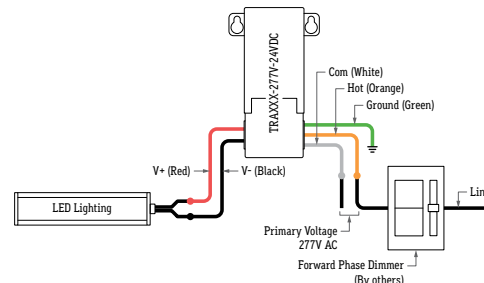 TRAXXX-277V-24VDC
Com (White)
Hot (Orange)
Ground (Green)
V+ (Red)
V- (Black)
LED Lighting
Primary Voltage
277V AC
Lin
Forward Phase Dimmer
(By others)